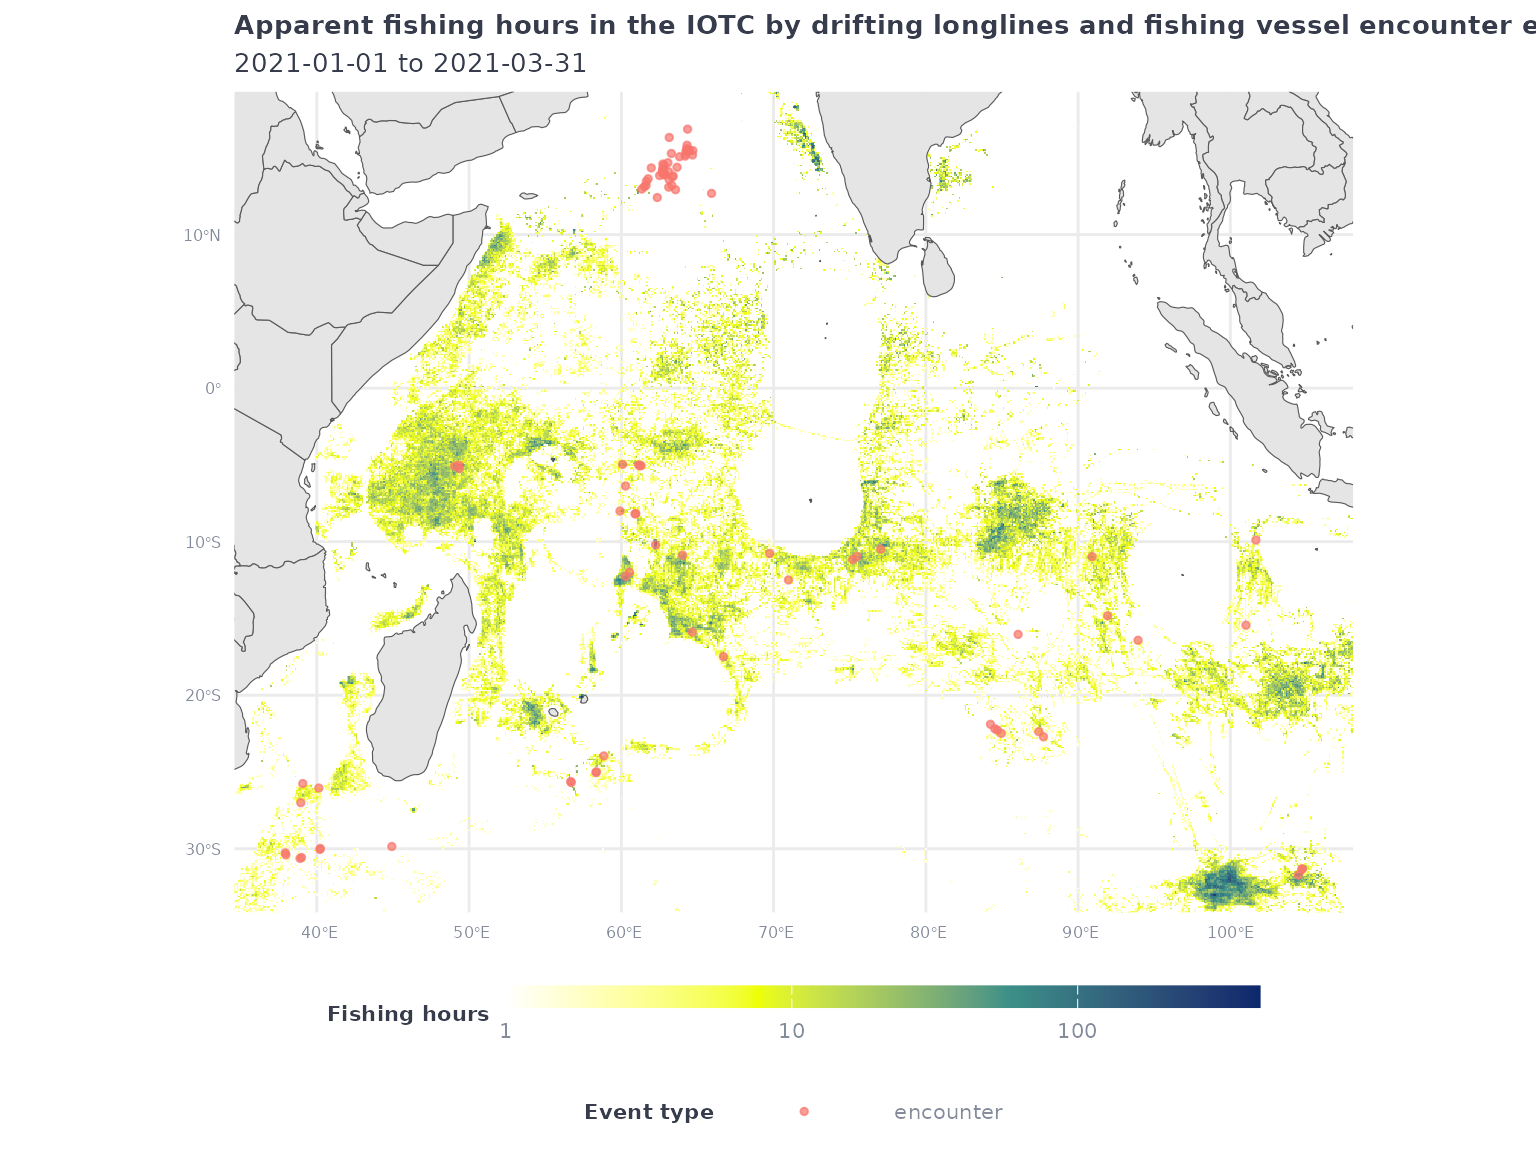 Apparent fishing hours in the IOTC by drifting longlines and fishing vessel encounter e
2021-01-01 to 2021-03-31
10°N
0°
10°S
20°S
30°S
40°E 50°E 60°E 70°E 80°E 90°E 100°E
Fishing hours
1 10 100
Event type encounter